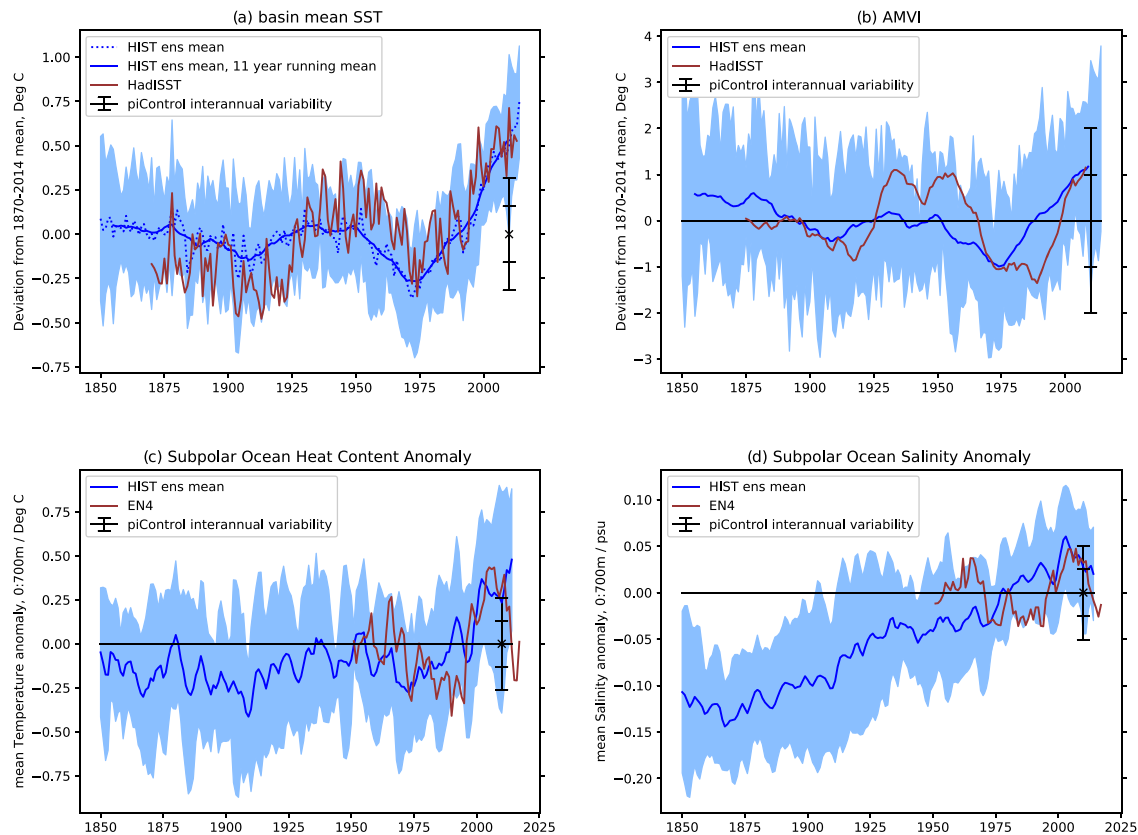 (a) basin mean SST
HIST ens mean
HIST ens mean, 11 year running mean
HadISST
piControl interannual variability
Deviation from 1870-2014 mean, Deg C
1.00
0.75
0.50
0.25
0.00
−0.25
−0.50
−0.75
1850 1875 1900 1925 1950 1975 2000
(b) AMVI
HIST ens mean
HadISST
piControl interannual variability
Deviation from 1870-2014 mean, Deg C
4
3
2
1
0
−1
−2
−3
1850 1875 1900 1925 1950 1975 2000
(c) Subpolar Ocean Heat Content Anomaly
HIST ens mean
EN4
piControl interannual variability
mean Temperature anomaly, 0:700m / Deg C
0.75
0.50
0.25
0.00
−0.25
−0.50
−0.75
1850 1875 1900 1925 1950 1975 2000 2025
(d) Subpolar Ocean Salinity Anomaly
HIST ens mean
EN4
piControl interannual variability
mean Salinity anomaly, 0:700m / psu
0.10
0.05
0.00
−0.05
−0.10
−0.15
−0.20
1850 1875 1900 1925 1950 1975 2000 2025